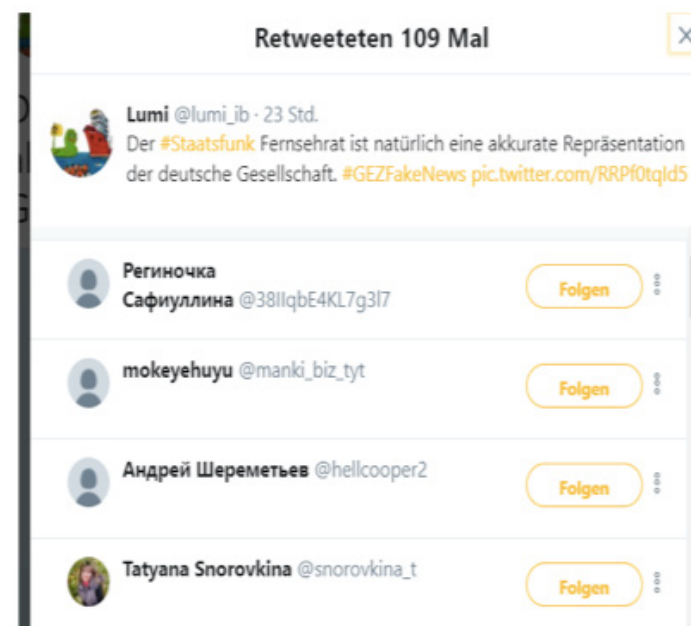 Retweeteten 109 Mal
Lumi @lumi_ib · 23 Std.
Der #Staatsfunk Fernsehrat ist natürlich eine akkurate Repräsentation
der deutsche Gesellschaft. #GEZFakeNews pic.twitter.com/RRPf0tqId5
Региночка
Сафиуллина @38IIqbE4KL7g3l7
Folgen
mokeyehuyu @manki_biz_tyt
Folgen
Андрей Шереметьев @hellcooper2
Folgen
Tatyana Snorovkina @snorovkina_t
Folgen